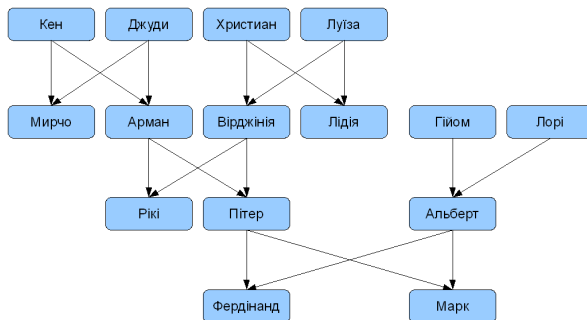 Кен
Джуди
Христиан
Луїза
Мирчо
Арман
Вірджінія
Лідія
Гійом
Лорі
Рікі
Пітер
Альберт
Фердінанд
Марк